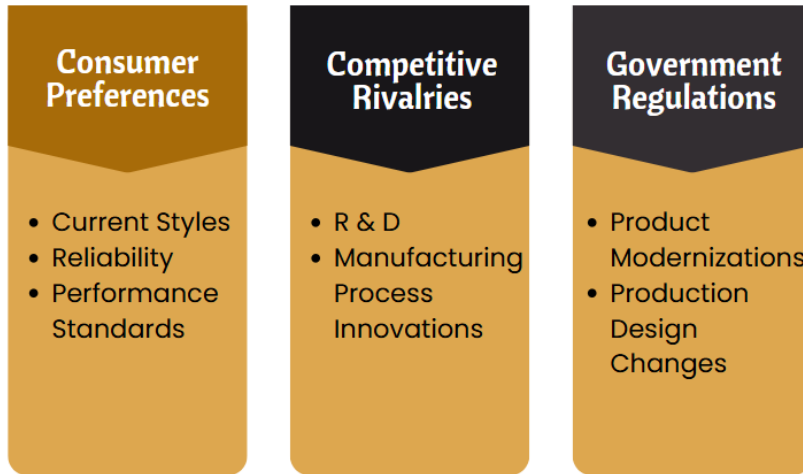 Consumer
Preferences
• Current Styles
• Reliability
• Performance
Standards
Competitive
Rivalries
• R & D
• Manufacturing
Process
Innovations
Government
Regulations
• Product
Modernizations
• Production
Design
Changes